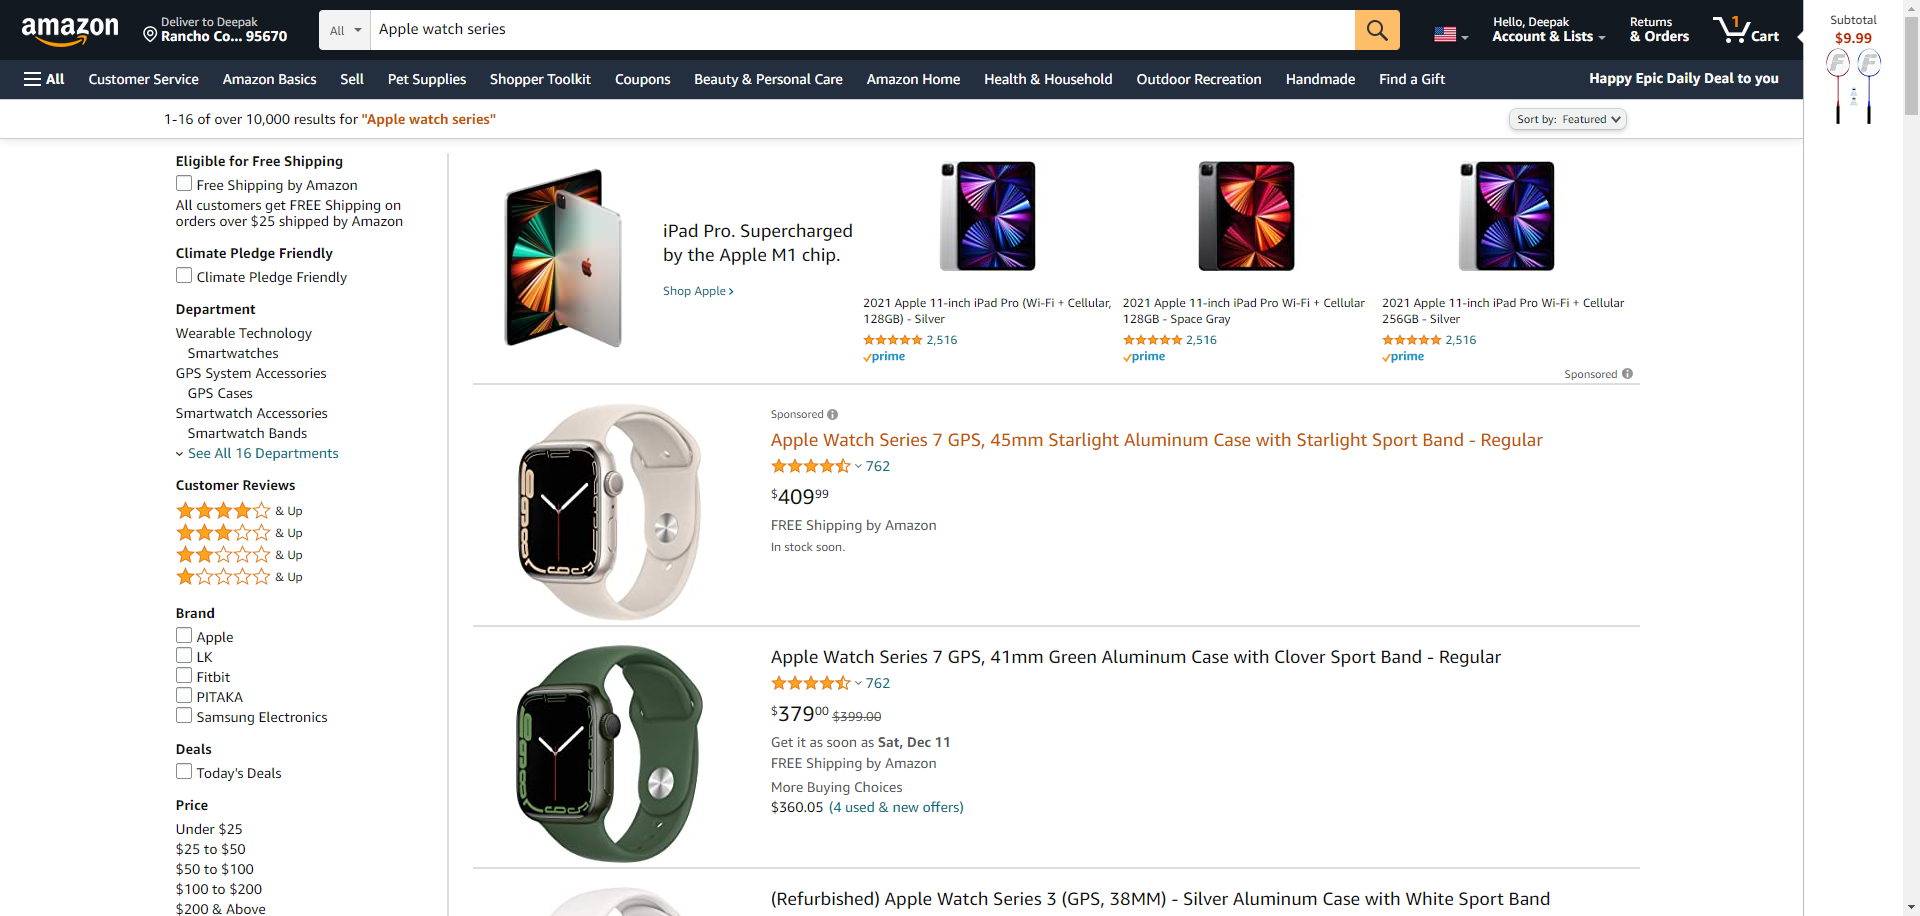 amazon
Deliver to Deepak
Rancho Co... 95670
All
Apple watch series
Hello, Deepak
Account & Lists
Returns
& Orders
1
Cart
Subtotal
$9.99
All
Customer Service
Amazon Basics
Sell
Pet Supplies
Shopper Toolkit
Coupons
Beauty & Personal Care
Amazon Home
Health & Household
Outdoor Recreation
Handmade
Find a Gift
Happy Epic Daily Deal to you
1-16 of over 10,000 results for "Apple watch series"
Sort by: Featured
Eligible for Free Shipping
Free Shipping by Amazon
All customers get FREE Shipping on
orders over $25 shipped by Amazon
Climate Pledge Friendly
Climate Pledge Friendly
Department
Wearable Technology
Smartwatches
GPS System Accessories
GPS Cases
Smartwatch Accessories
Smartwatch Bands
See All 16 Departments
Customer Reviews
& Up
& Up
& Up
& Up
Brand
Apple
LK
Fitbit
PITAKA
Samsung Electronics
Deals
Today's Deals
Price
Under $25
$25 to $50
$50 to $100
$100 to $200
$200 & Above
iPad Pro. Supercharged
by the Apple M1 chip.
Shop Apple
2021 Apple 11-inch iPad Pro (Wi-Fi + Cellular,
128GB) - Silver
2,516
prime
2021 Apple 11-inch iPad Pro Wi-Fi + Cellular
128GB - Space Gray
2,516
prime
2021 Apple 11-inch iPad Pro Wi-Fi + Cellular
256GB - Silver
2,516
prime
Sponsored
Sponsored
Apple Watch Series 7 GPS, 45mm Starlight Aluminum Case with Starlight Sport Band - Regular
762
$409 99
FREE Shipping by Amazon
In stock soon.
Apple Watch Series 7 GPS, 41mm Green Aluminum Case with Clover Sport Band - Regular
762
$379 00 $399.00
Get it as soon as Sat, Dec 11
FREE Shipping by Amazon
More Buying Choices
$360.05 (4 used & new offers)
(Refurbished) Apple Watch Series 3 (GPS, 38MM) - Silver Aluminum Case with White Sport Band